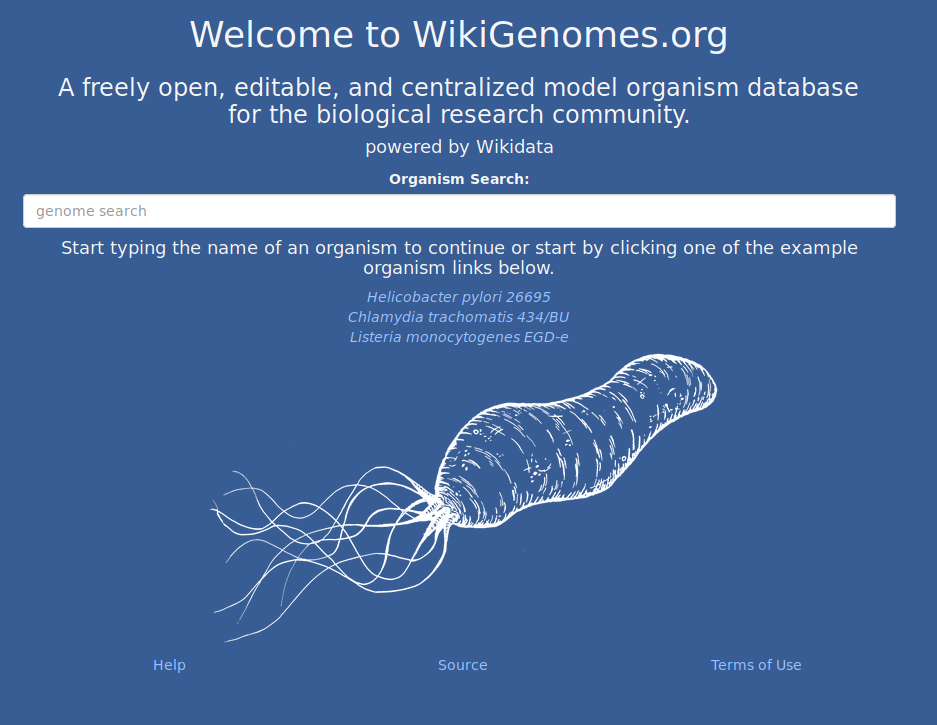 Welcome to WikiGenomes.org
A freely open, editable, and centralized model organism database
for the biological research community.
powered by Wikidata
Organism Search:
genome search
Start typing the name of an organism to continue or start by clicking one of the example
organism links below.
Helicobacter pylori 26695
Chlamydia trachomatis 434/BU
Listeria monocytogenes EGD-e
Help
Source
Terms of Use